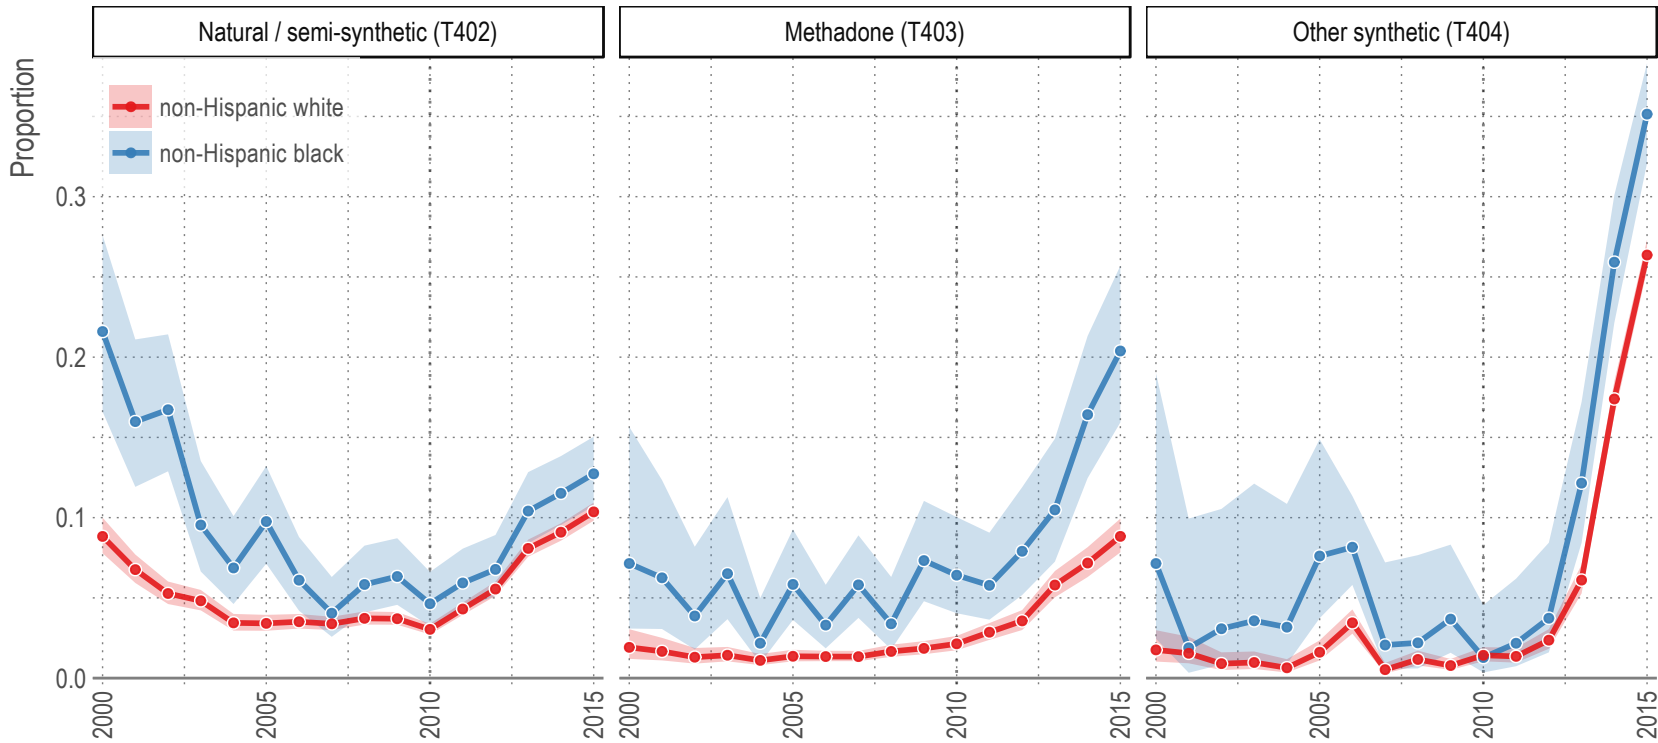 Natural / semi-synthetic (T402)
Methadone (T403)
Other synthetic (T404)
Proportion
non-Hispanic white
non-Hispanic black
0.3
0.2
0.1
0.0
2000
2005
2010
2015
2000
2005
2010
2015
2000
2005
2010
2015